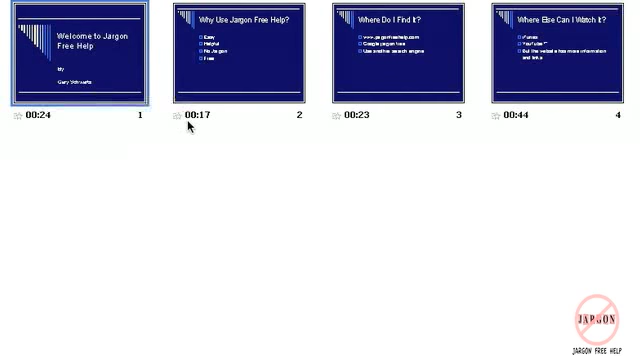 Welcome to Jargon
Free Help
By
Gary Schwartz
00:24
1
Why Use Jargon Free Help?
Easy
Helpful
No Jargon
Free
00:17
2
Where Do I Find It?
www.jargonfreehelp.com
Google jargon free
Use another search engine
00:23
3
Where Else Can I Watch It?
iTunes
YouTube
But the website has more information
and links
00:44
4
JARGON
JARGON FREE HELP